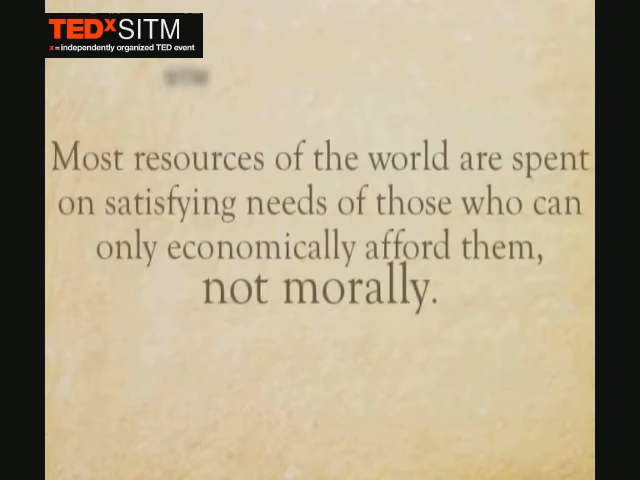 TEDxSITM
x = independently organized TED event
Most resources of the world are spent
on satisfying needs of those who can
only economically afford them,
not morally.